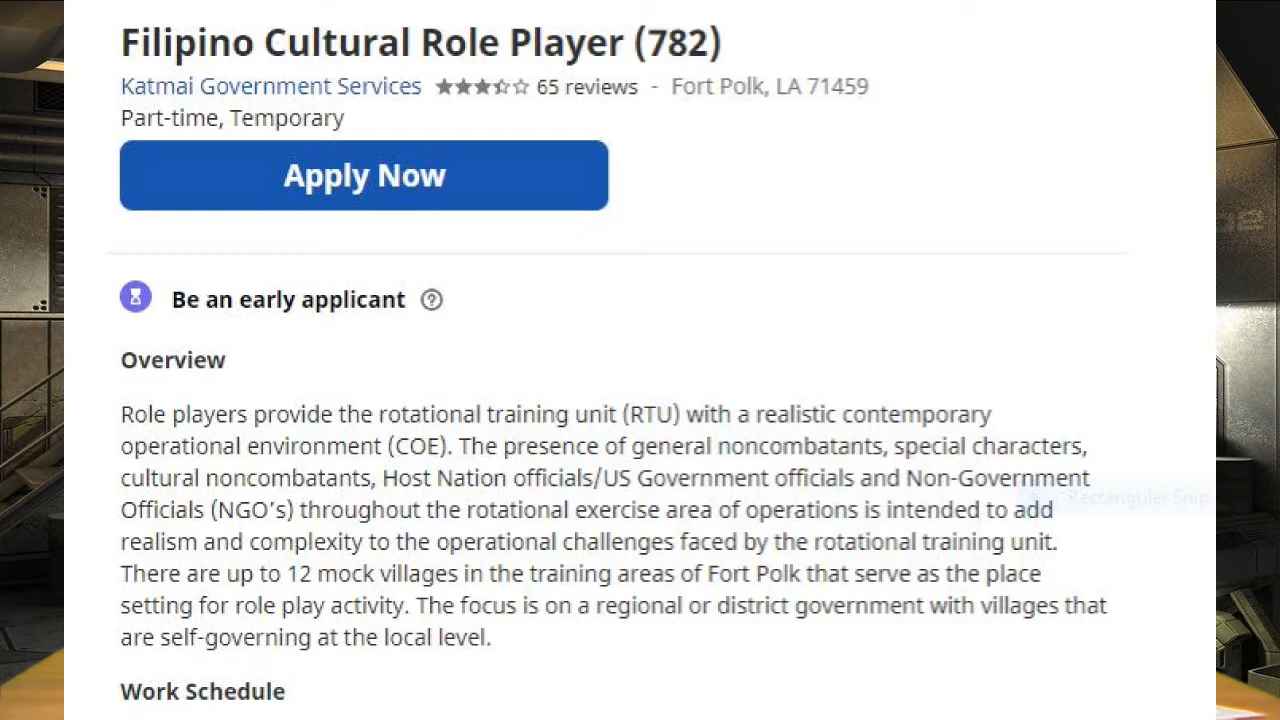 Filipino Cultural Role Player (782)
Katmai Government Services 65 reviews - Fort Polk, LA 71459
Part-time, Temporary
Apply Now
Be an early applicant
Overview
Role players provide the rotational training unit (RTU) with a realistic contemporary
operational environment (COE). The presence of general noncombatants, special characters,
cultural noncombatants, Host Nation officials/US Government officials and Non-Government
Officials (NGO's) throughout the rotational exercise area of operations is intended to add
realism and complexity to the operational challenges faced by the rotational training unit.
There are up to 12 mock villages in the training areas of Fort Polk that serve as the place
setting for role play activity. The focus is on a regional or district government with villages that
are self-governing at the local level.
Work Schedule
Rectangular Snip